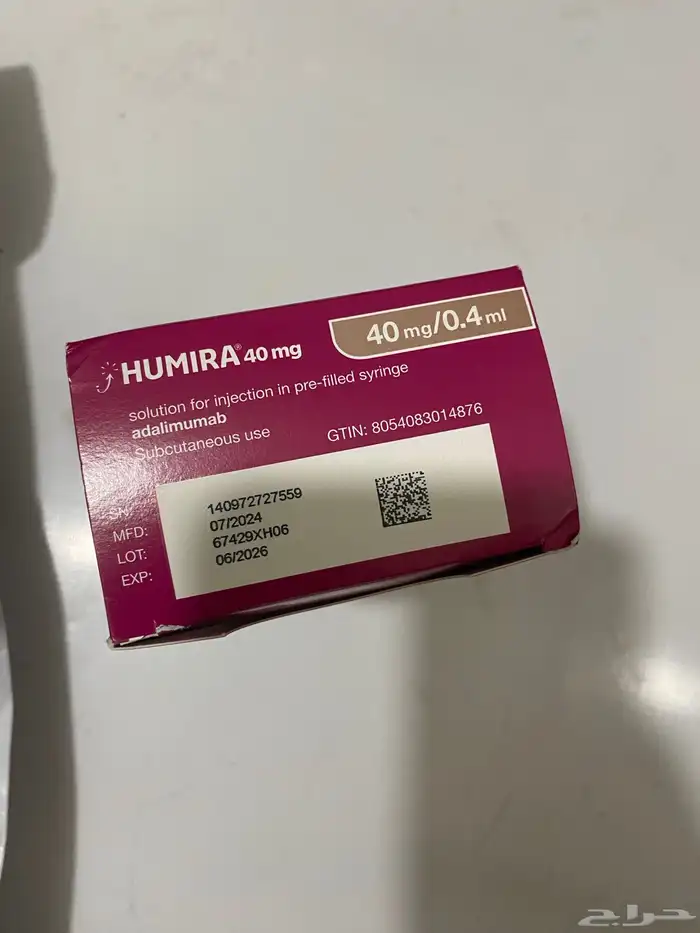 HUMIRA® 40 mg
40 mg/0.4 ml
solution for injection in pre-filled syringe
adalimumab
Subcutaneous use
GTIN: 8054083014876
SN: 140972727559
MFD: 07/2024
LOT: 67429XH06
EXP: 06/2026
حراج